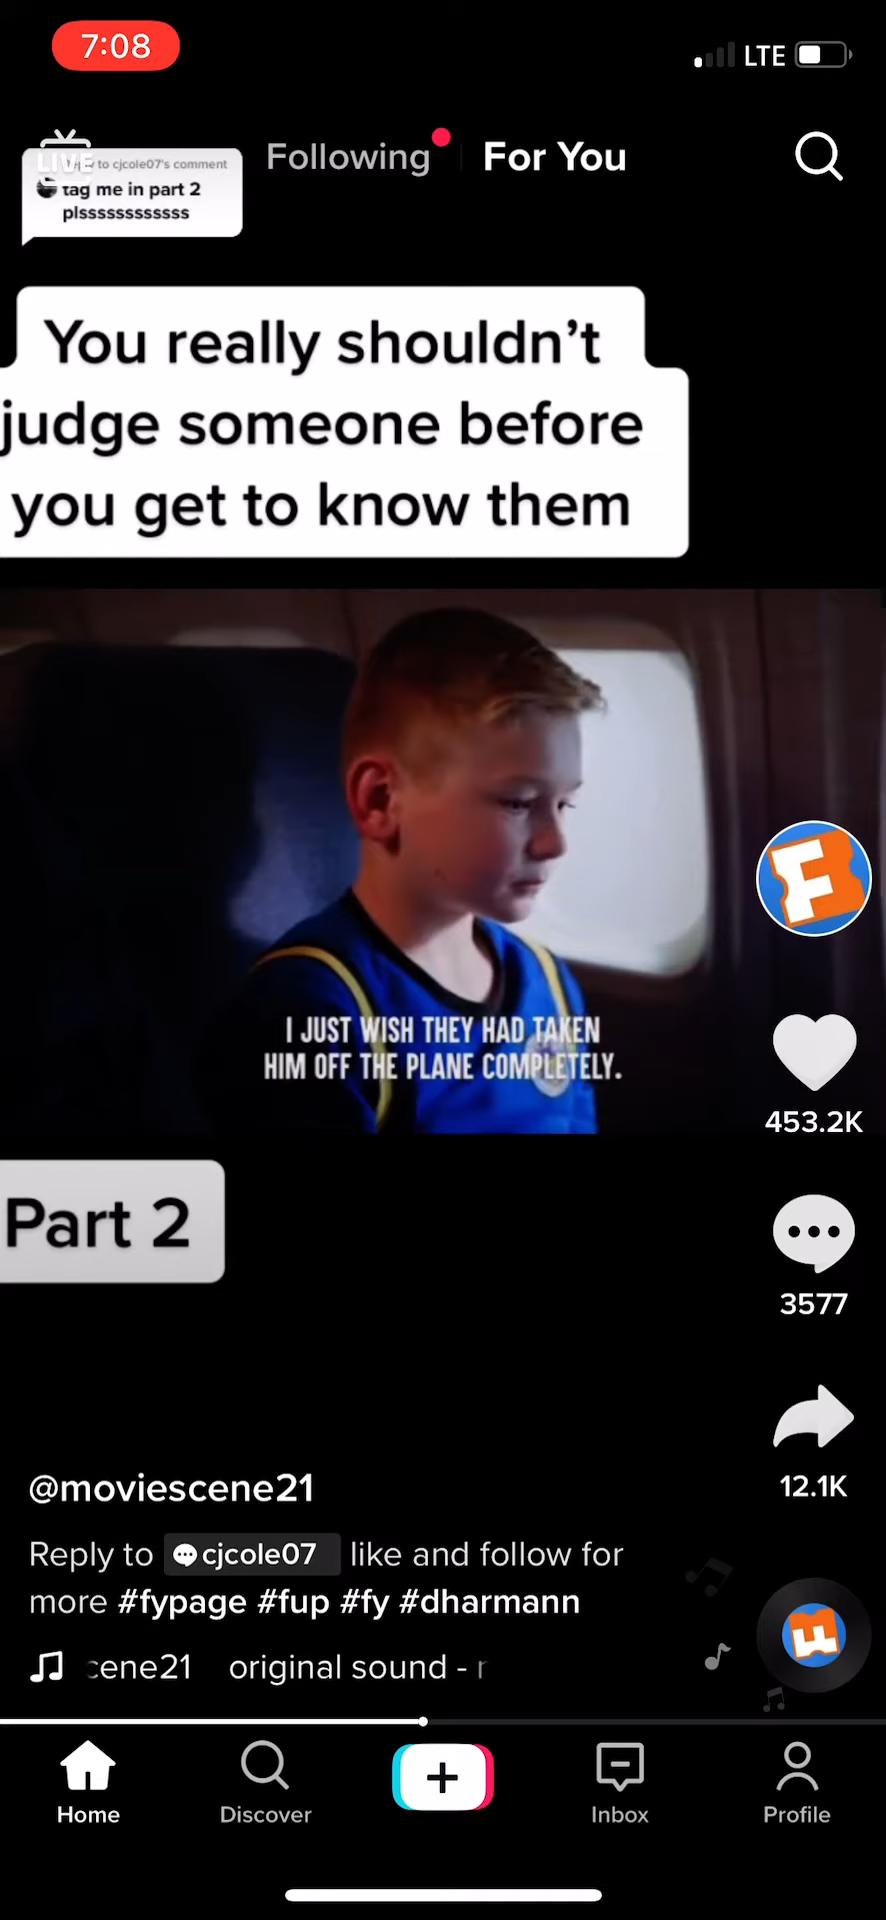 7:08
LTE
LIVE
Following
For You
to cjcole07's comment
tag me in part 2
plssssssssssss
You really shouldn't
judge someone before
you get to know them
F
I JUST WISH THEY HAD TAKEN
HIM OFF THE PLANE COMPLETELY.
453.2K
Part 2
3577
12.1K
@moviescene21
Reply to cjcole07 like and follow for
more #fypage #fup #fy #dharmann
cene21 original sound - r
Home
Discover
Inbox
Profile